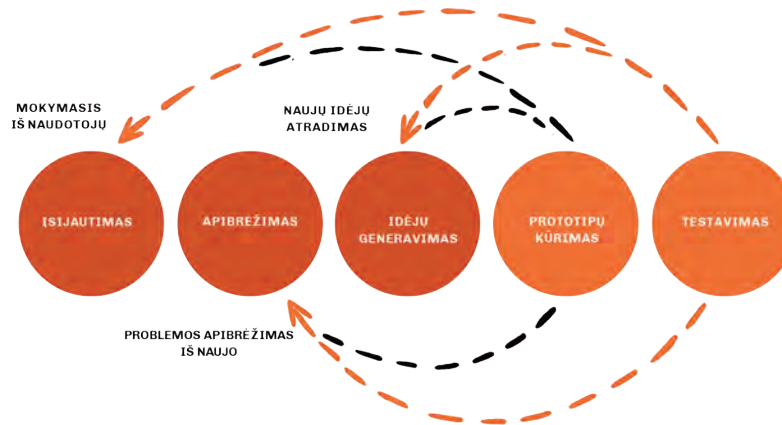 MOKYMASIS
IŠ NAUDOTOJŲ
NAUJŲ IDĖJŲ
ATRADIMAS
ĮSIJAUTIMAS
APIBRĖŽIMAS
IDĖJŲ
GENERAVIMAS
PROTOTIPŲ
KŪRIMAS
TESTAVIMAS
PROBLEMOS APIBRĖŽIMAS
IŠ NAUJO